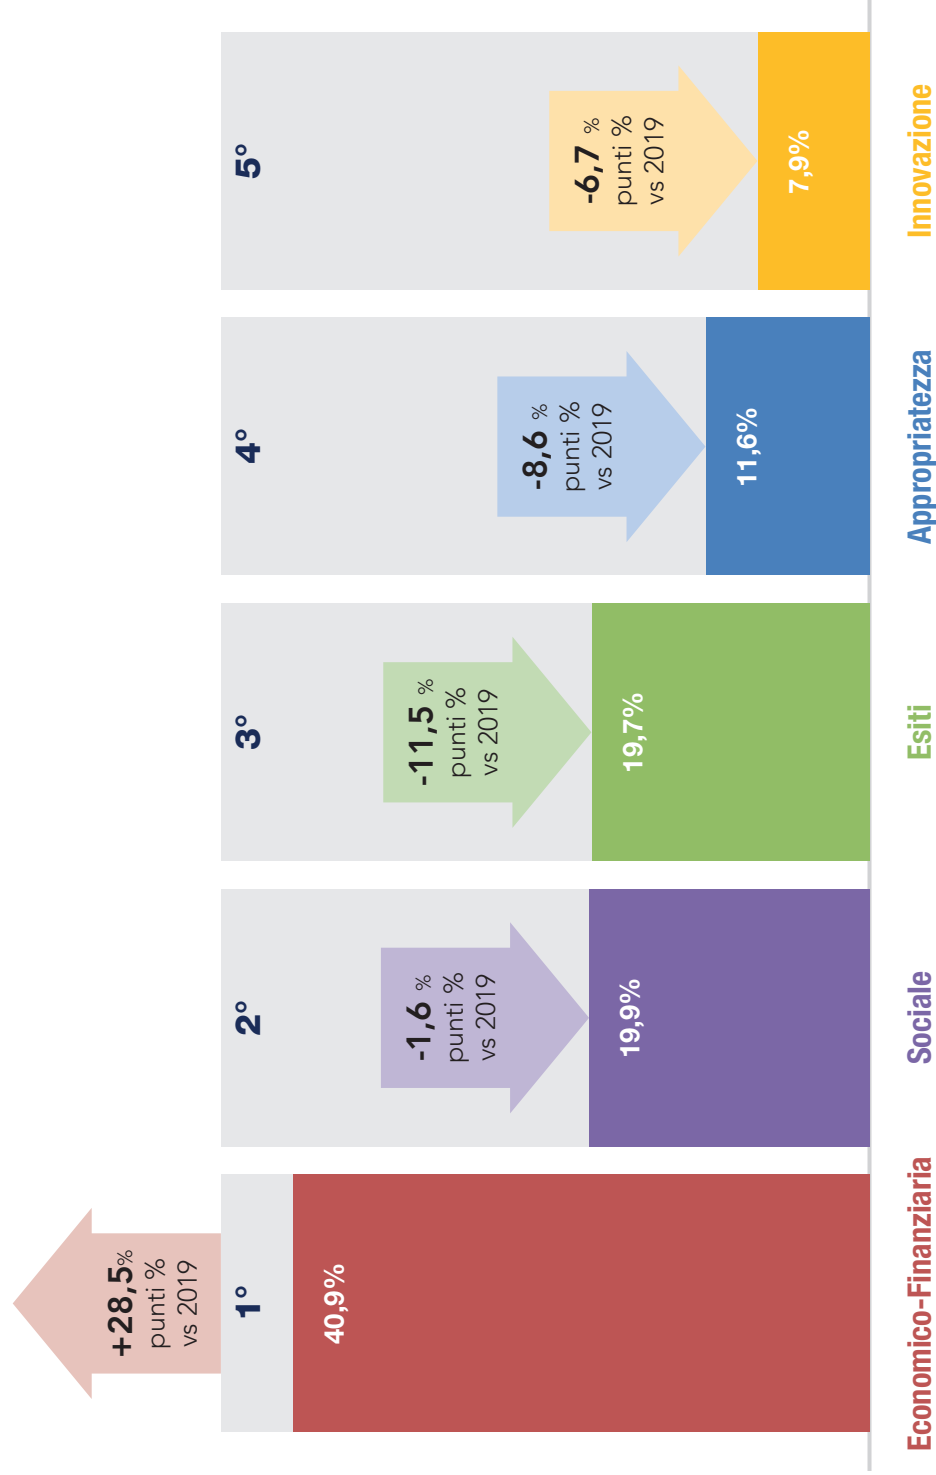 +28,5%
punti %
vs 2019
1°
40,9%
Economico-Finanziaria
2°
-1,6 %
punti %
vs 2019
19,9%
Sociale
3°
-11,5 %
punti %
vs 2019
19,7%
Esiti
4°
-8,6 %
punti %
vs 2019
11,6%
Appropriatezza
5°
-6,7 %
punti %
vs 2019
7,9%
Innovazione